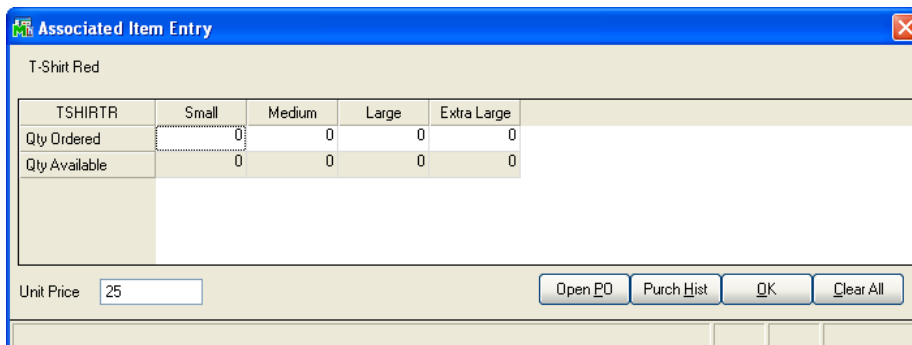 Associated Item Entry
T-Shirt Red
TSHIRTR Small Medium Large Extra Large
Qty Ordered 0 0 0 0
Qty Available 0 0 0 0
Unit Price 25 Open PO Purch Hist OK Clear All